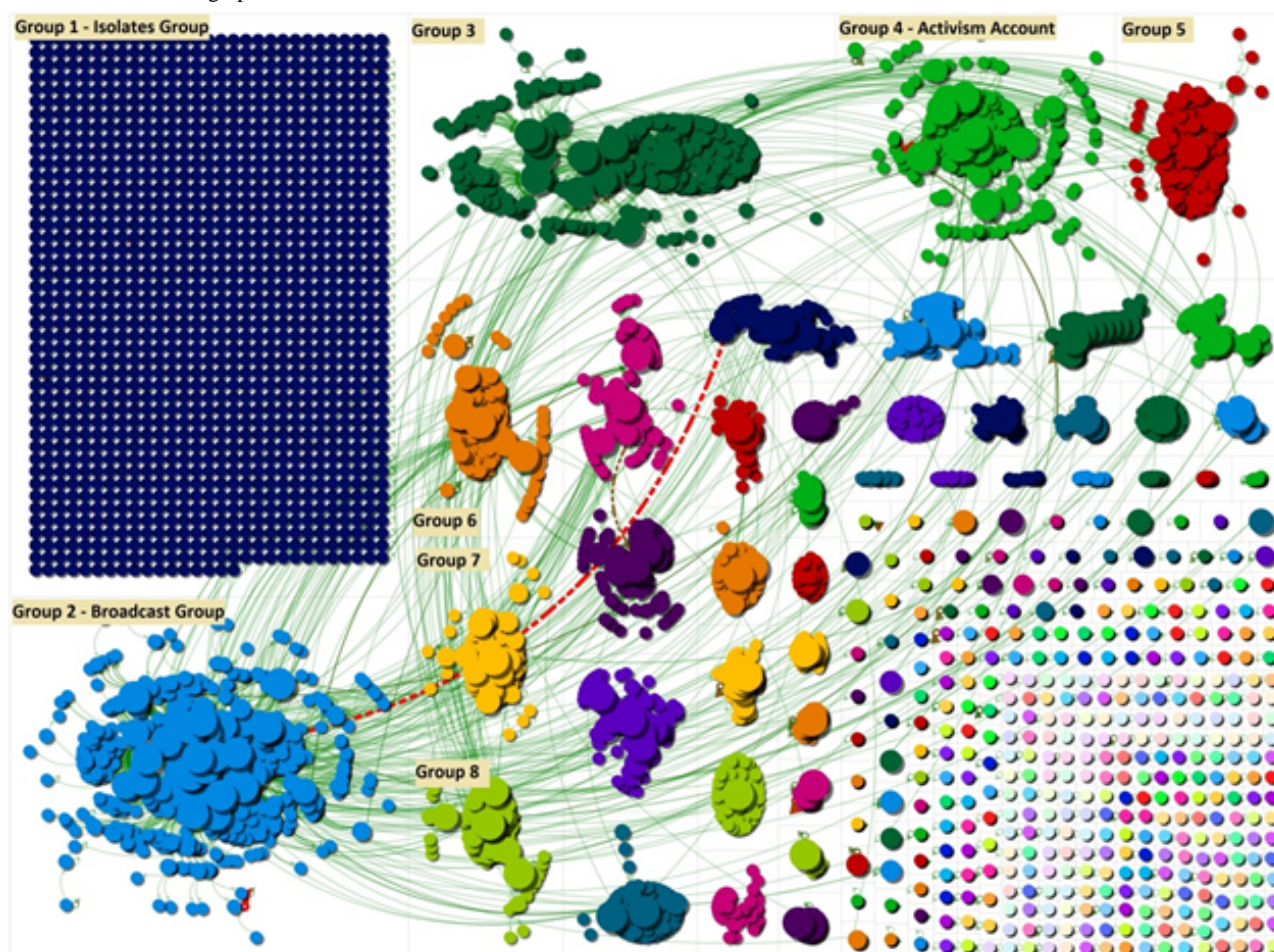 Group 1 - Isolates Group
Group 3
Group 4 - Activism Account
Group 5
Group 6
Group 7
Group 2 - Broadcast Group
Group 8